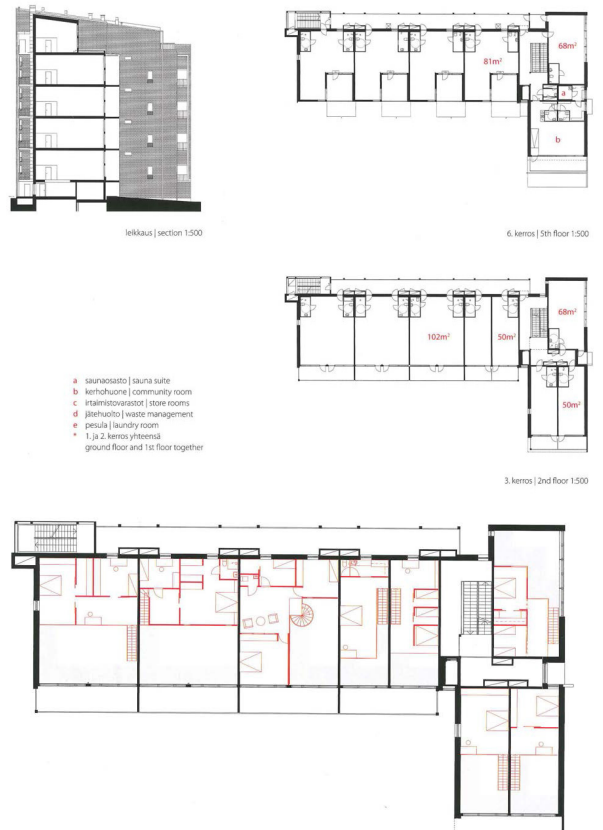 81m²
68m²
a
b
leikkaus | section 1:500
6. kerros | 5th floor 1:500
102m²
50m²
68m²
50m²
a saunaosasto | sauna suite
b kerhohuone | community room
c irtaimistovarastot | store rooms
d jätehuolto | waste management
e pesula | laundry room
* 1. ja 2. kerros yhteensä
ground floor and 1st floor together
3. kerros | 2nd floor 1:500